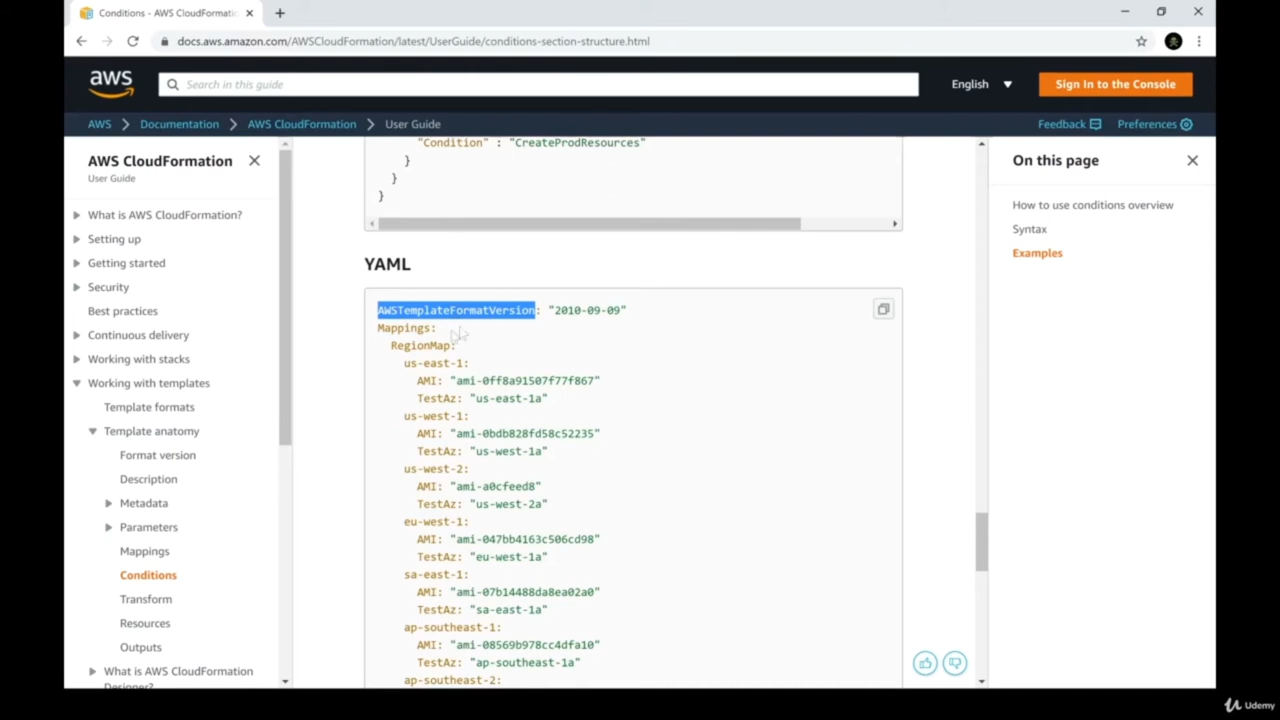 Conditions - AWS CloudFormatio
docs.aws.amazon.com/AWSCloudFormation/latest/UserGuide/conditions-section-structure.html
aws
Search in this guide
English
Sign In to the Console
AWS
Documentation
AWS CloudFormation
User Guide
Feedback
Preferences
AWS CloudFormation
User Guide
What is AWS CloudFormation?
Setting up
Getting started
Security
Best practices
Continuous delivery
Working with stacks
Working with templates
Template formats
Template anatomy
Format version
Description
Metadata
Parameters
Mappings
Conditions
Transform
Resources
Outputs
What is AWS CloudFormation
Designer?
"Condition" : "CreateProdResources"
}
}
}
YAML
AWSTemplateFormatVersion: "2010-09-09"
Mappings:
RegionMap:
us-east-1:
AMI: "ami-0ff8a91507f77f867"
TestAz: "us-east-1a"
us-west-1:
AMI: "ami-0bdb828fd58c52235"
TestAz: "us-west-1a"
us-west-2:
AMI: "ami-a0cfeed8"
TestAz: "us-west-2a"
eu-west-1:
AMI: "ami-047bb4163c506cd98"
TestAz: "eu-west-1a"
sa-east-1:
AMI: "ami-07b14488da8ea02a0"
TestAz: "sa-east-1a"
ap-southeast-1:
AMI: "ami-08569b978cc4dfa10"
TestAz: "ap-southeast-1a"
ap-southeast-2:
On this page
How to use conditions overview
Syntax
Examples
Udemy